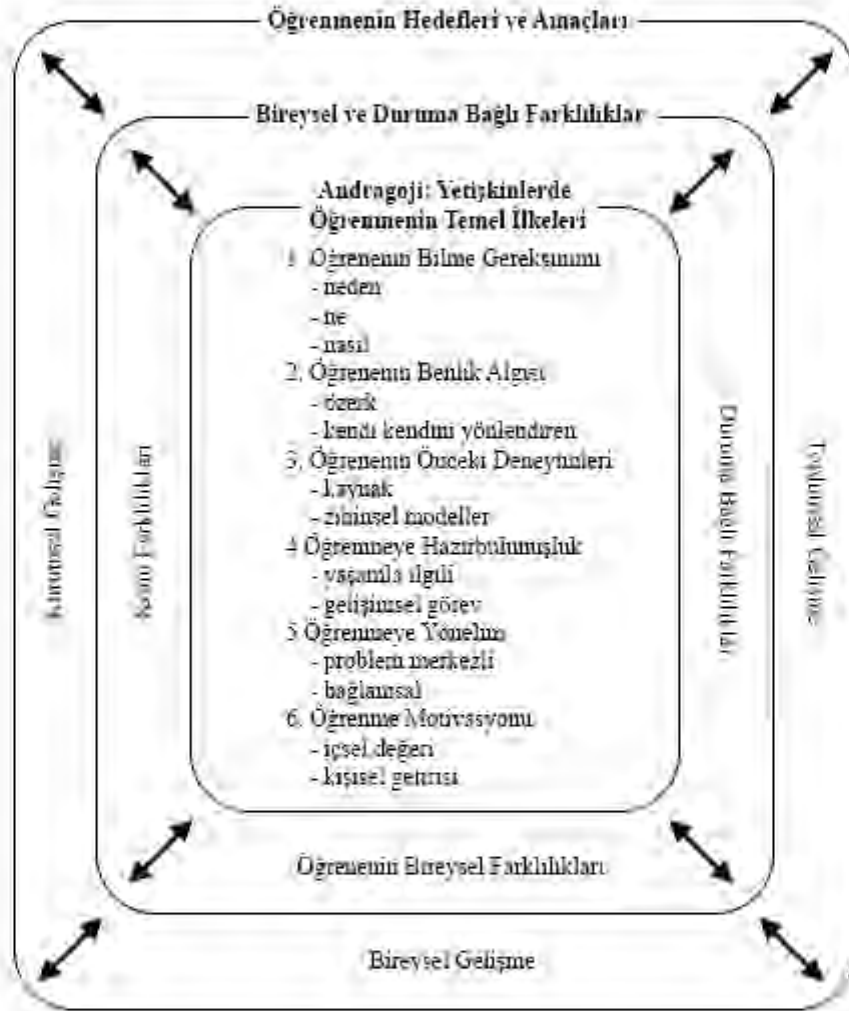 Öğrenmenin Hedefleri ve Amaçları
Bireysel ve Duruma Bağlı Farklılıklar
Andragoji: Yetişkinlerde
Öğrenmenin Temel İlkeleri
1. Öğrenenin Bilme Gereksinimi
- neden
- ne
- nasıl
2. Öğrenenin Benlik Algısı
- özerk
- kendi kendini yönlendiren
3. Öğrenenin Önceki Deneyimleri
- kaynak
- zihinsel modeller
4 Öğrenmeye Hazırbulunuşluk
- yaşamla ilgili
- gelişimsel görev
5 Öğrenmeye Yönelim
- problem merkezli
- bağlamsal
6. Öğrenme Motivasyonu
- içsel değeri
- kişisel getirisi
Kurumsal Gelişme
Konu Farklılıkları
Duruma Bağlı Farklılıklar
Toplumsal Gelişme
Öğrenenin Bireysel Farklılıkları
Bireysel Gelişme